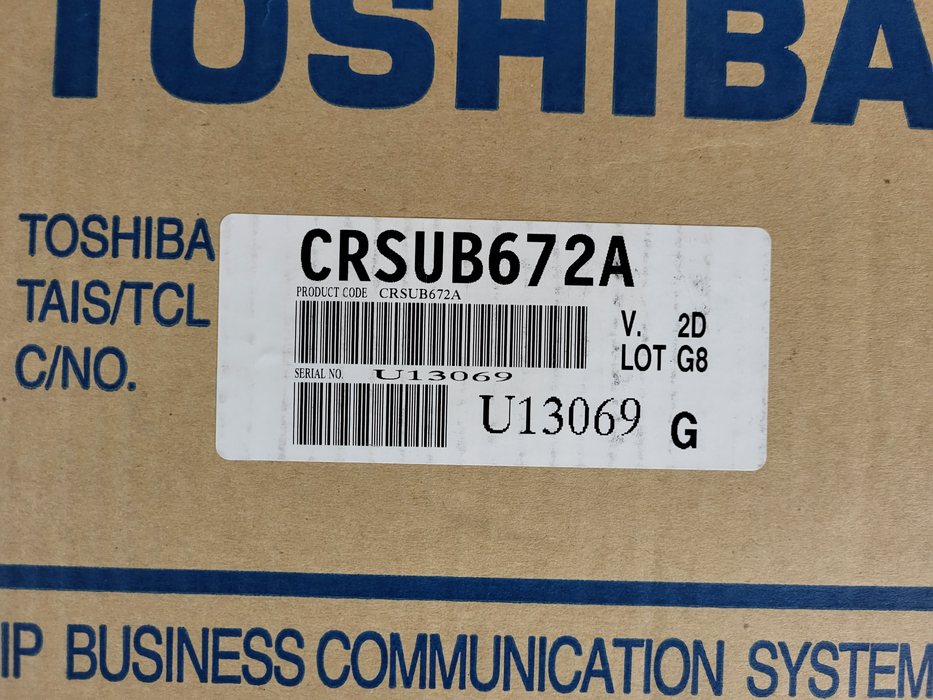 TOSHIBA
TOSHIBA
TAIS/TCL
C/NO.
CRSUB672A
PRODUCT CODE CRSUB672A
V. 2D
LOT G8
SERIAL NO. U13069
U13069 G
IP BUSINESS COMMUNICATION SYSTEM